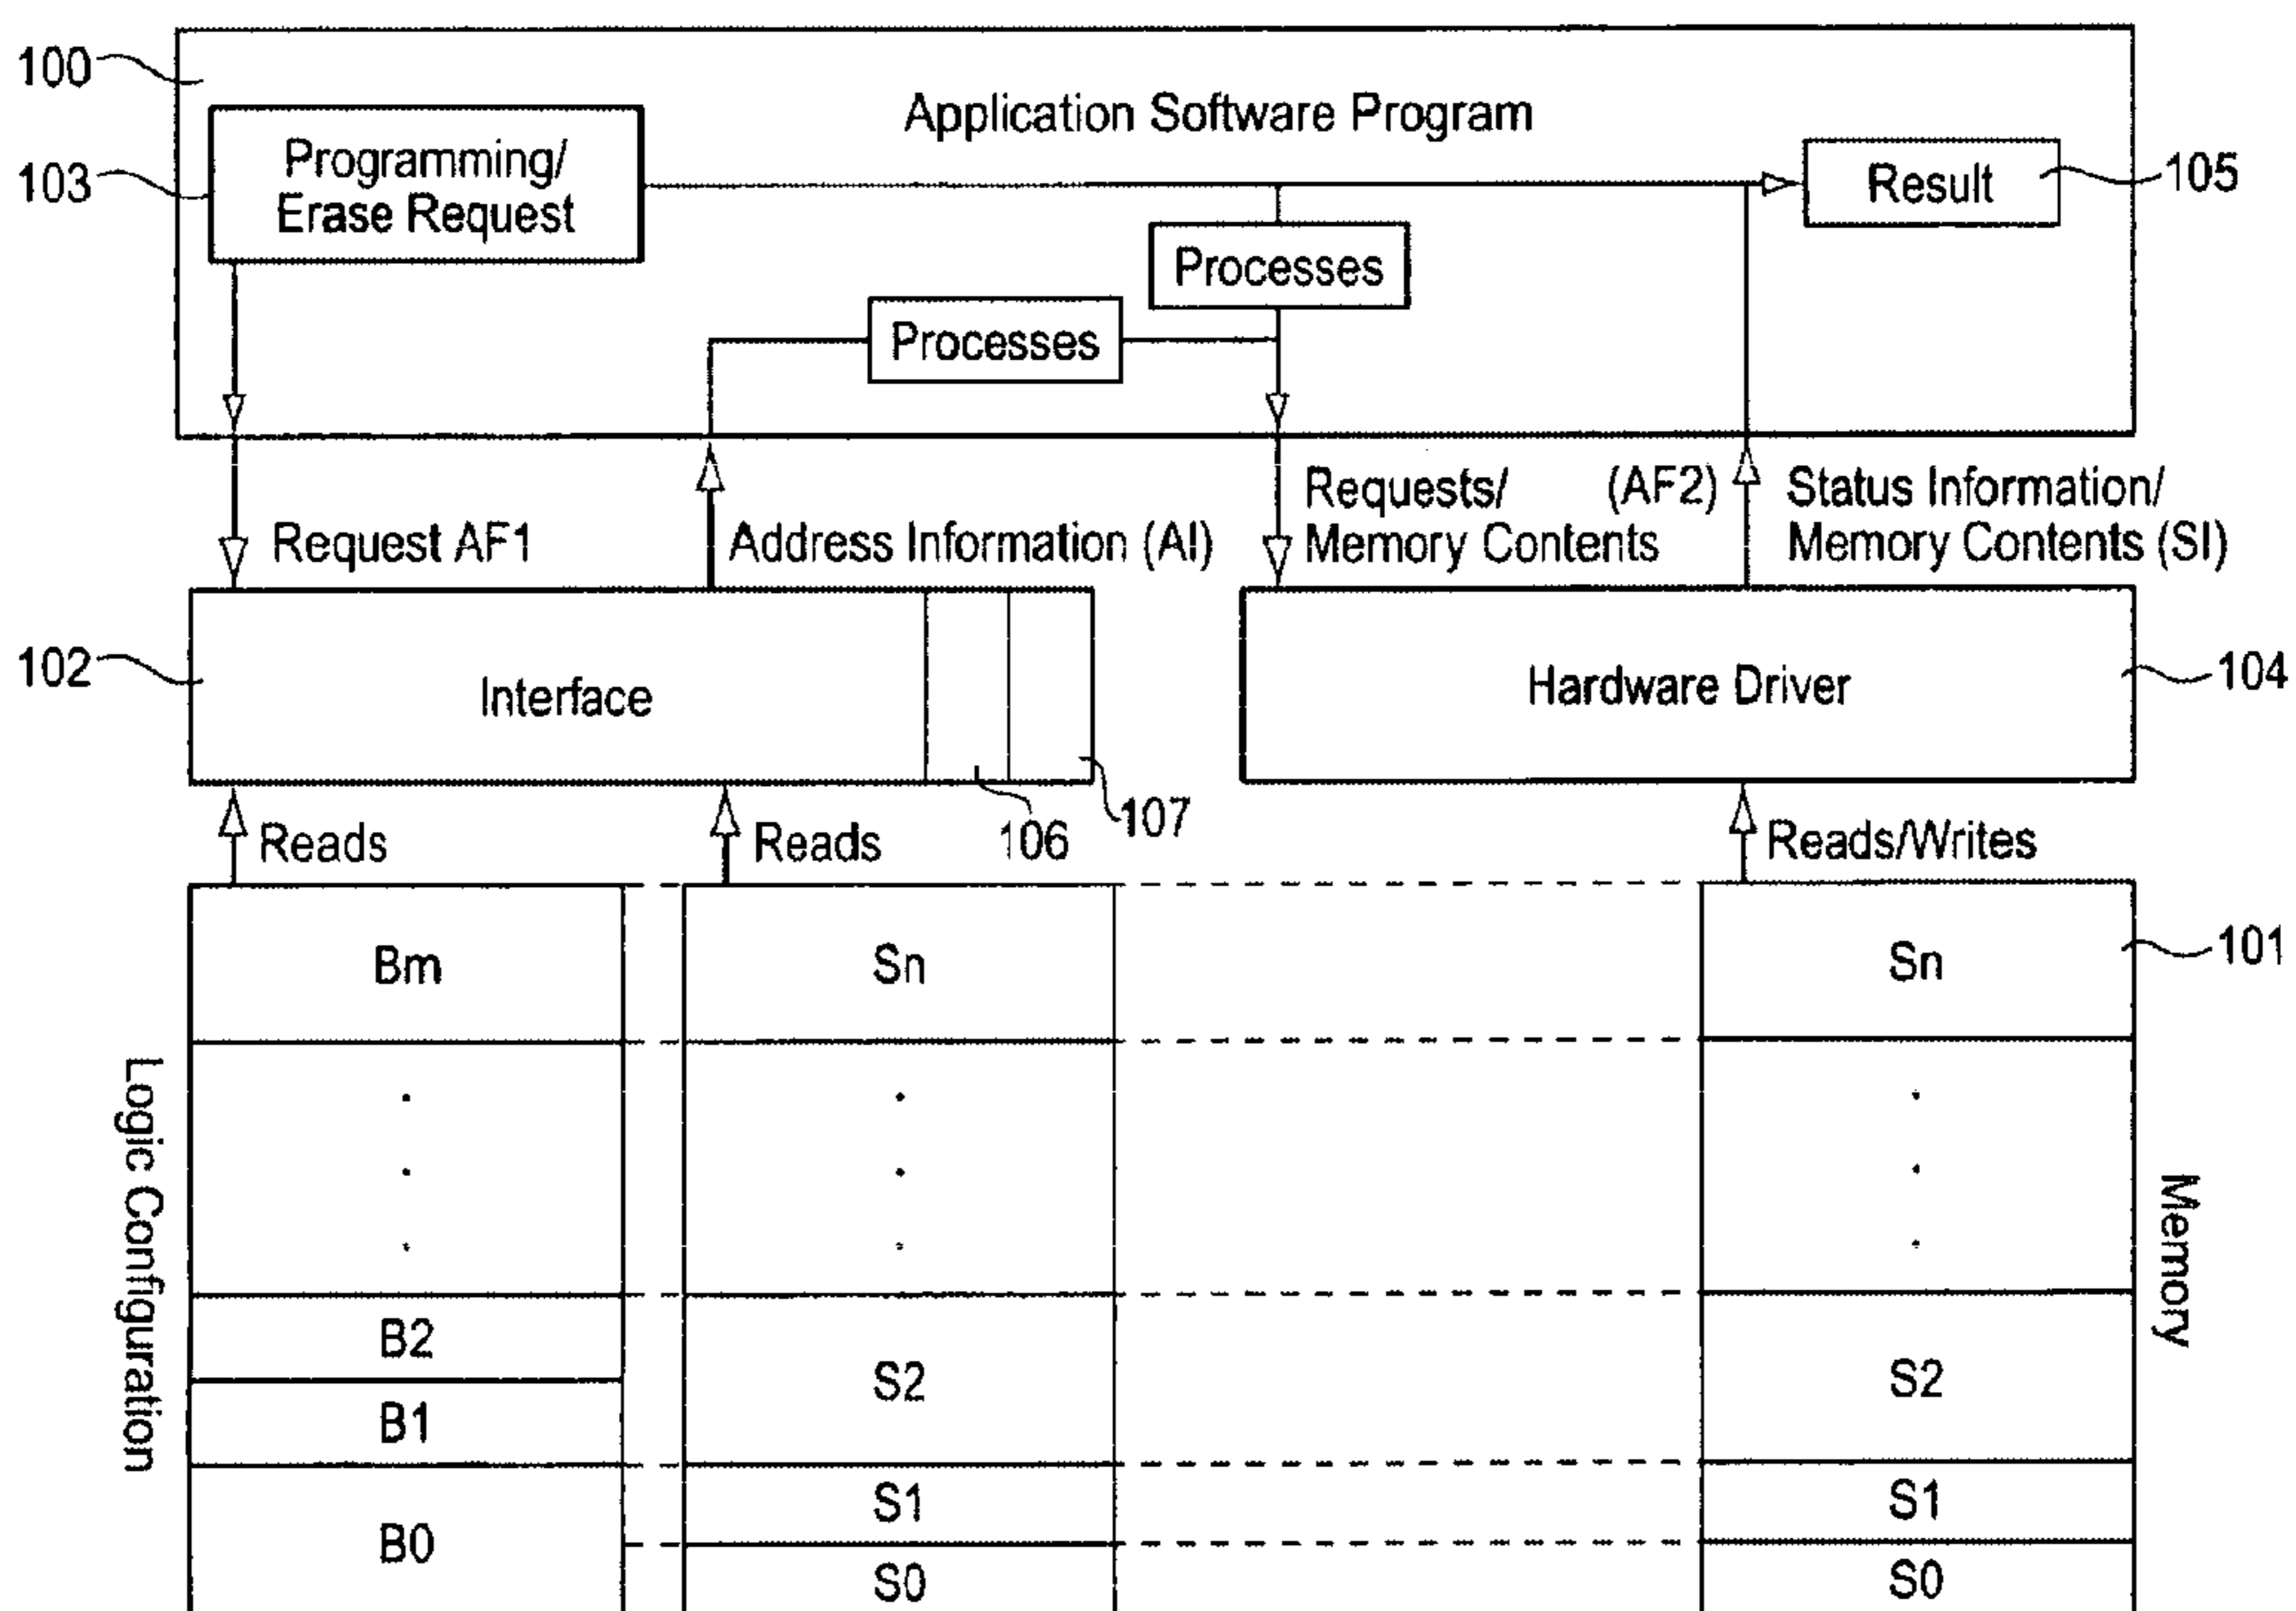 100
Application Software Program
Programming/
Erase Request
103
Result
105
Processes
Processes
Request AF1
Address Information (AI)
Requests/
Memory Contents
(AF2)
Status Information/
Memory Contents (SI)
102
Interface
Hardware Driver
104
106
107
Reads
Reads
Reads/Writes
Bm
Sn
Sn
101
Logic Configuration
Memory
B2
B1
B0
S2
S1
S0
S2
S1
S0